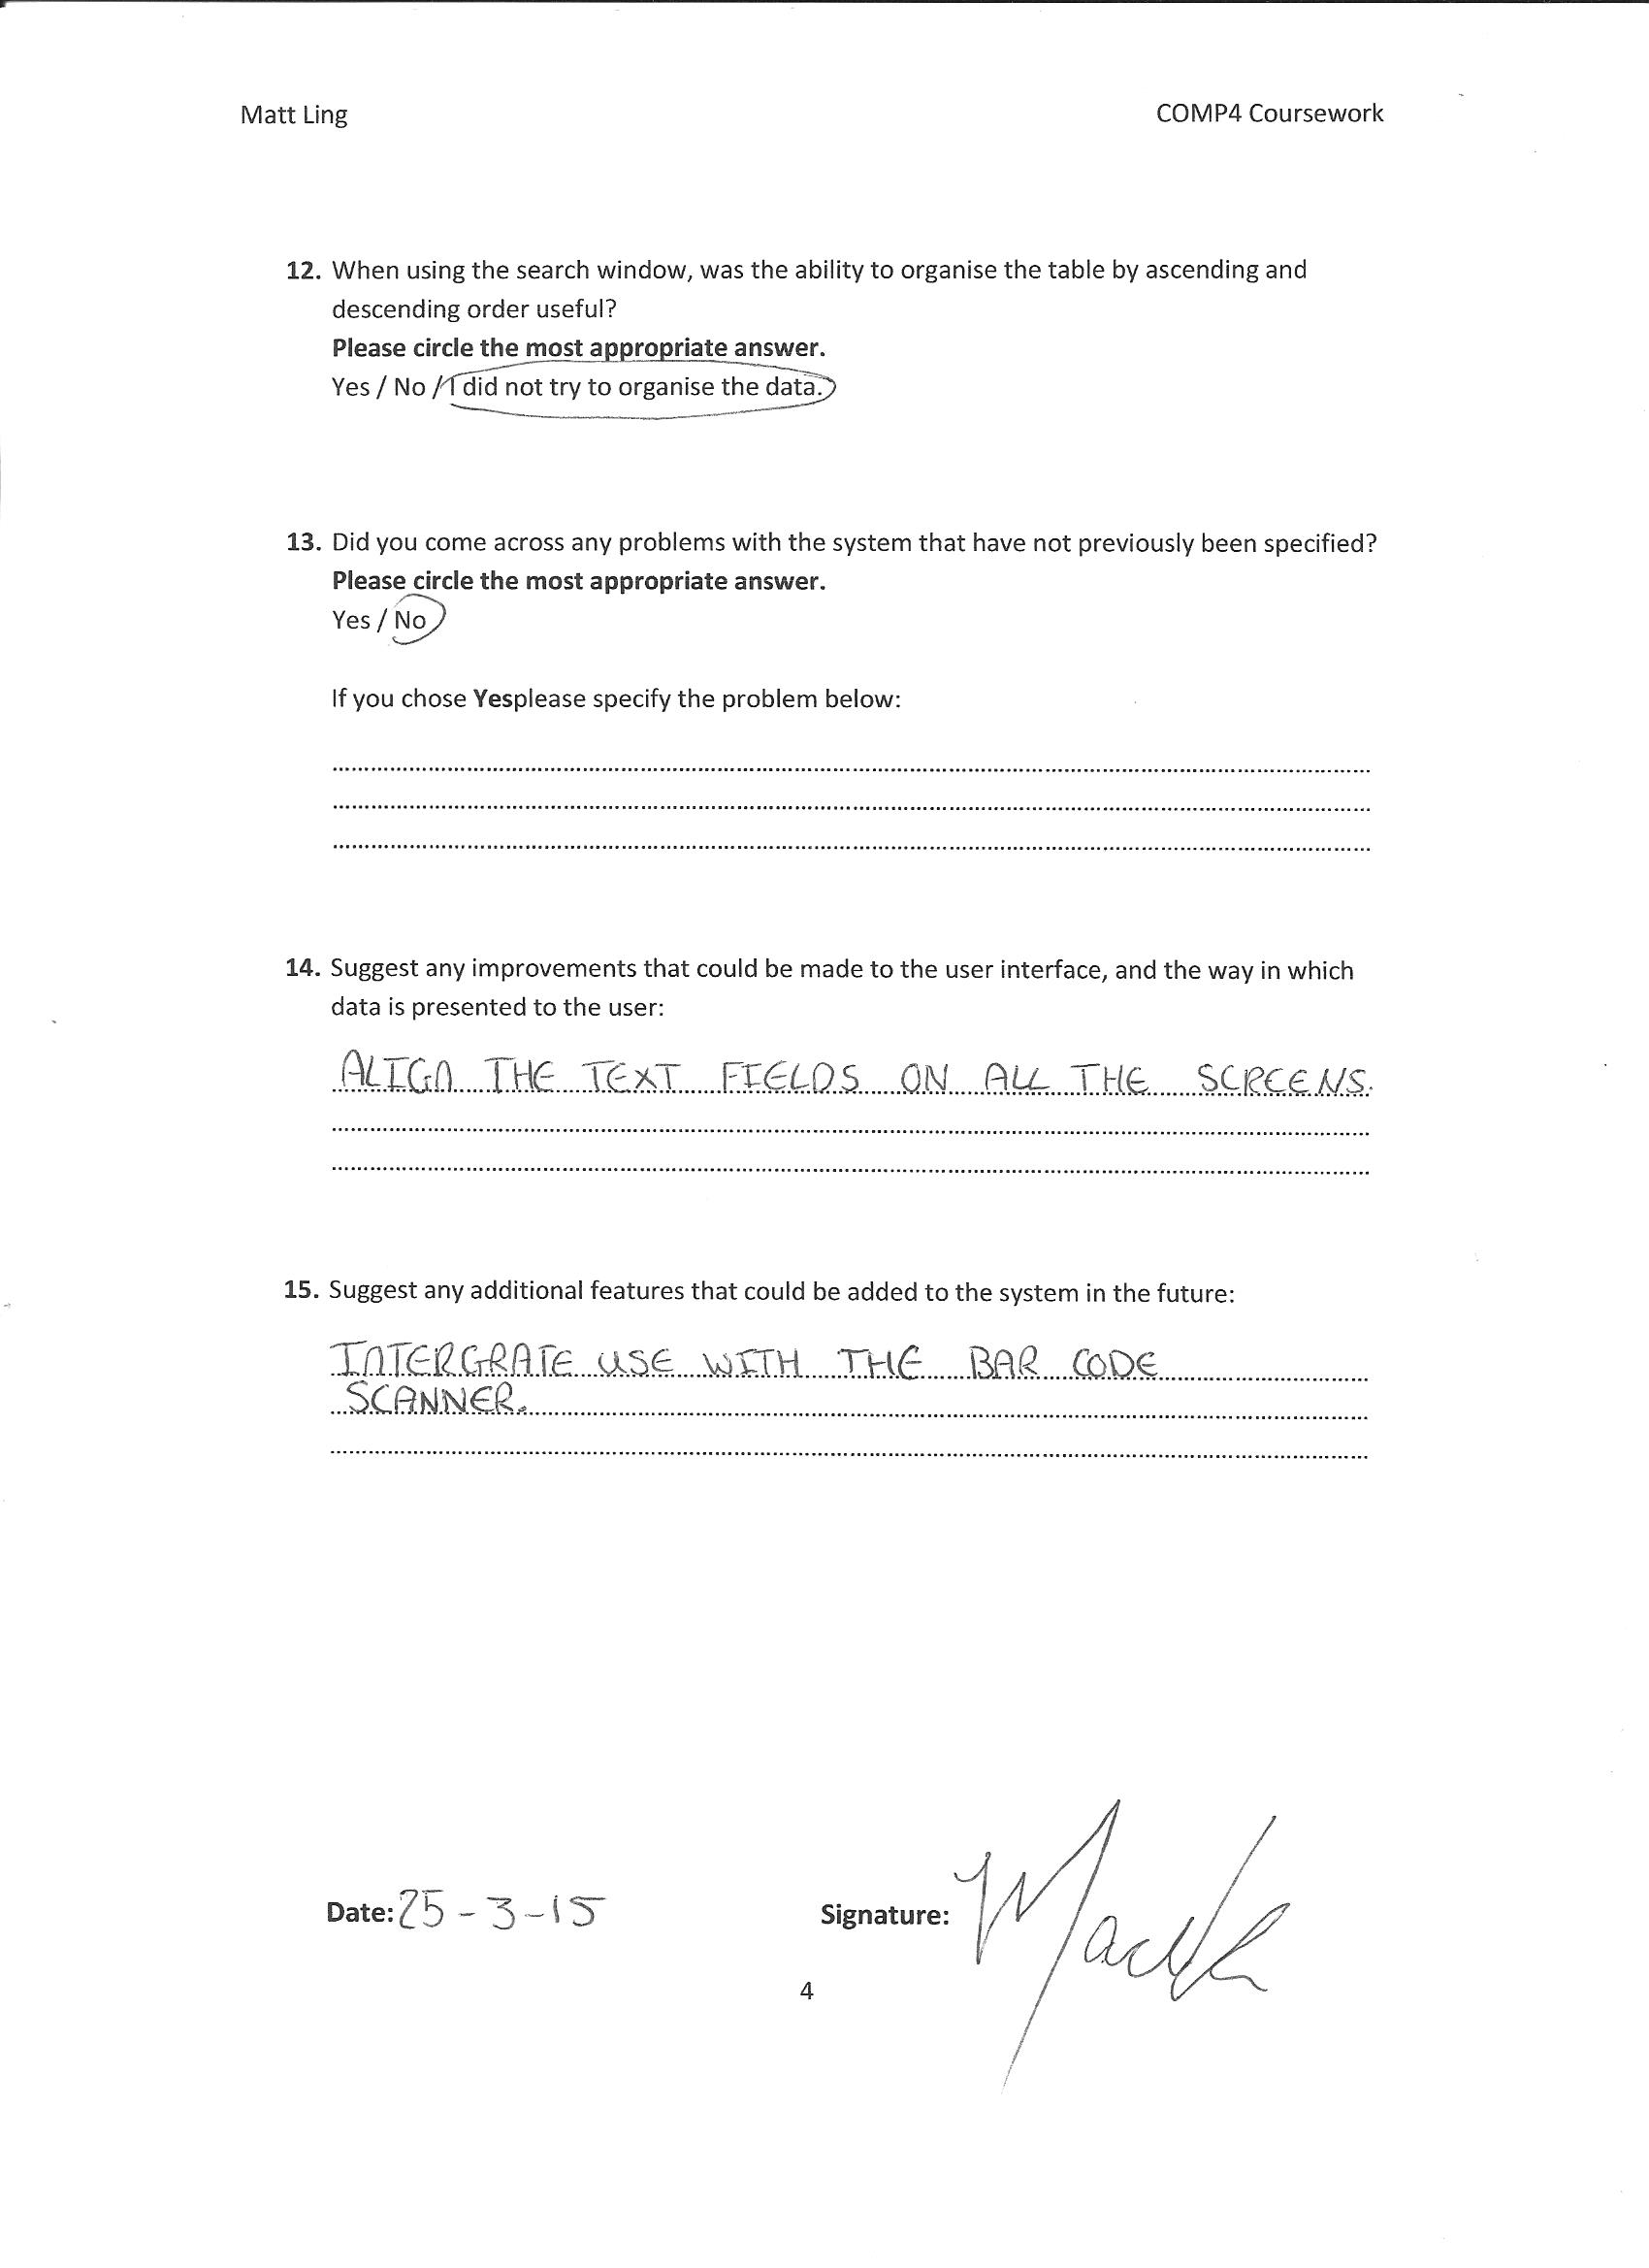 Matt Ling
COMP4 Coursework
12. When using the search window, was the ability to organise the table by ascending and
descending order useful?
Please circle the most appropriate answer.
Yes / No / I did not try to organise the data.
13. Did you come across any problems with the system that have not previously been specified?
Please circle the most appropriate answer.
Yes / No
If you chose Yesplease specify the problem below:
14. Suggest any improvements that could be made to the user interface, and the way in which
data is presented to the user:
ALIGN THE TEXT FIELDS ON ALL THE SCREENS.
15. Suggest any additional features that could be added to the system in the future:
INTERGRATE USE WITH THE BAR CODE
SCANNER.
Date: 25-3-15
Signature:
4